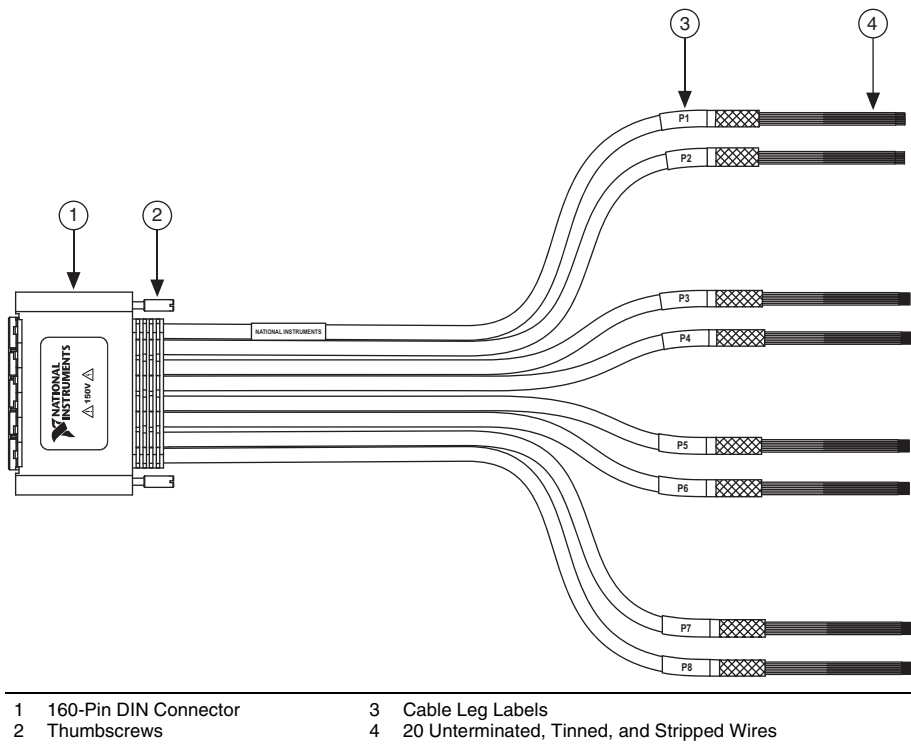 3
4
P1
P2
1
2
P3
NATIONAL INSTRUMENTS
P4
NATIONAL
INSTRUMENTS
150V
P5
P6
P7
P8
1 160-Pin DIN Connector
2 Thumbscrews
3 Cable Leg Labels
4 20 Unterminated, Tinned, and Stripped Wires